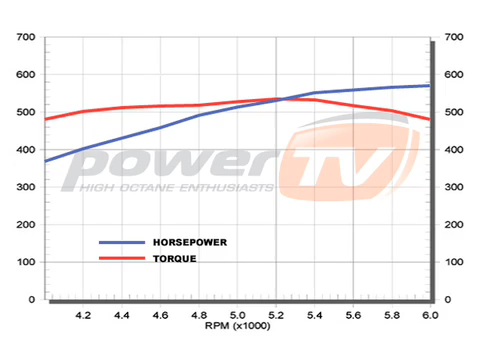 700 700
600 600
500 500
400 400
power TV
HIGH OCTANE ENTHUSIASTS
300 300
200 200
HORSEPOWER
TORQUE
100 100
0 0
4.2 4.4 4.6 4.8 5.0 5.2 5.4 5.6 5.8 6.0
RPM (x1000)